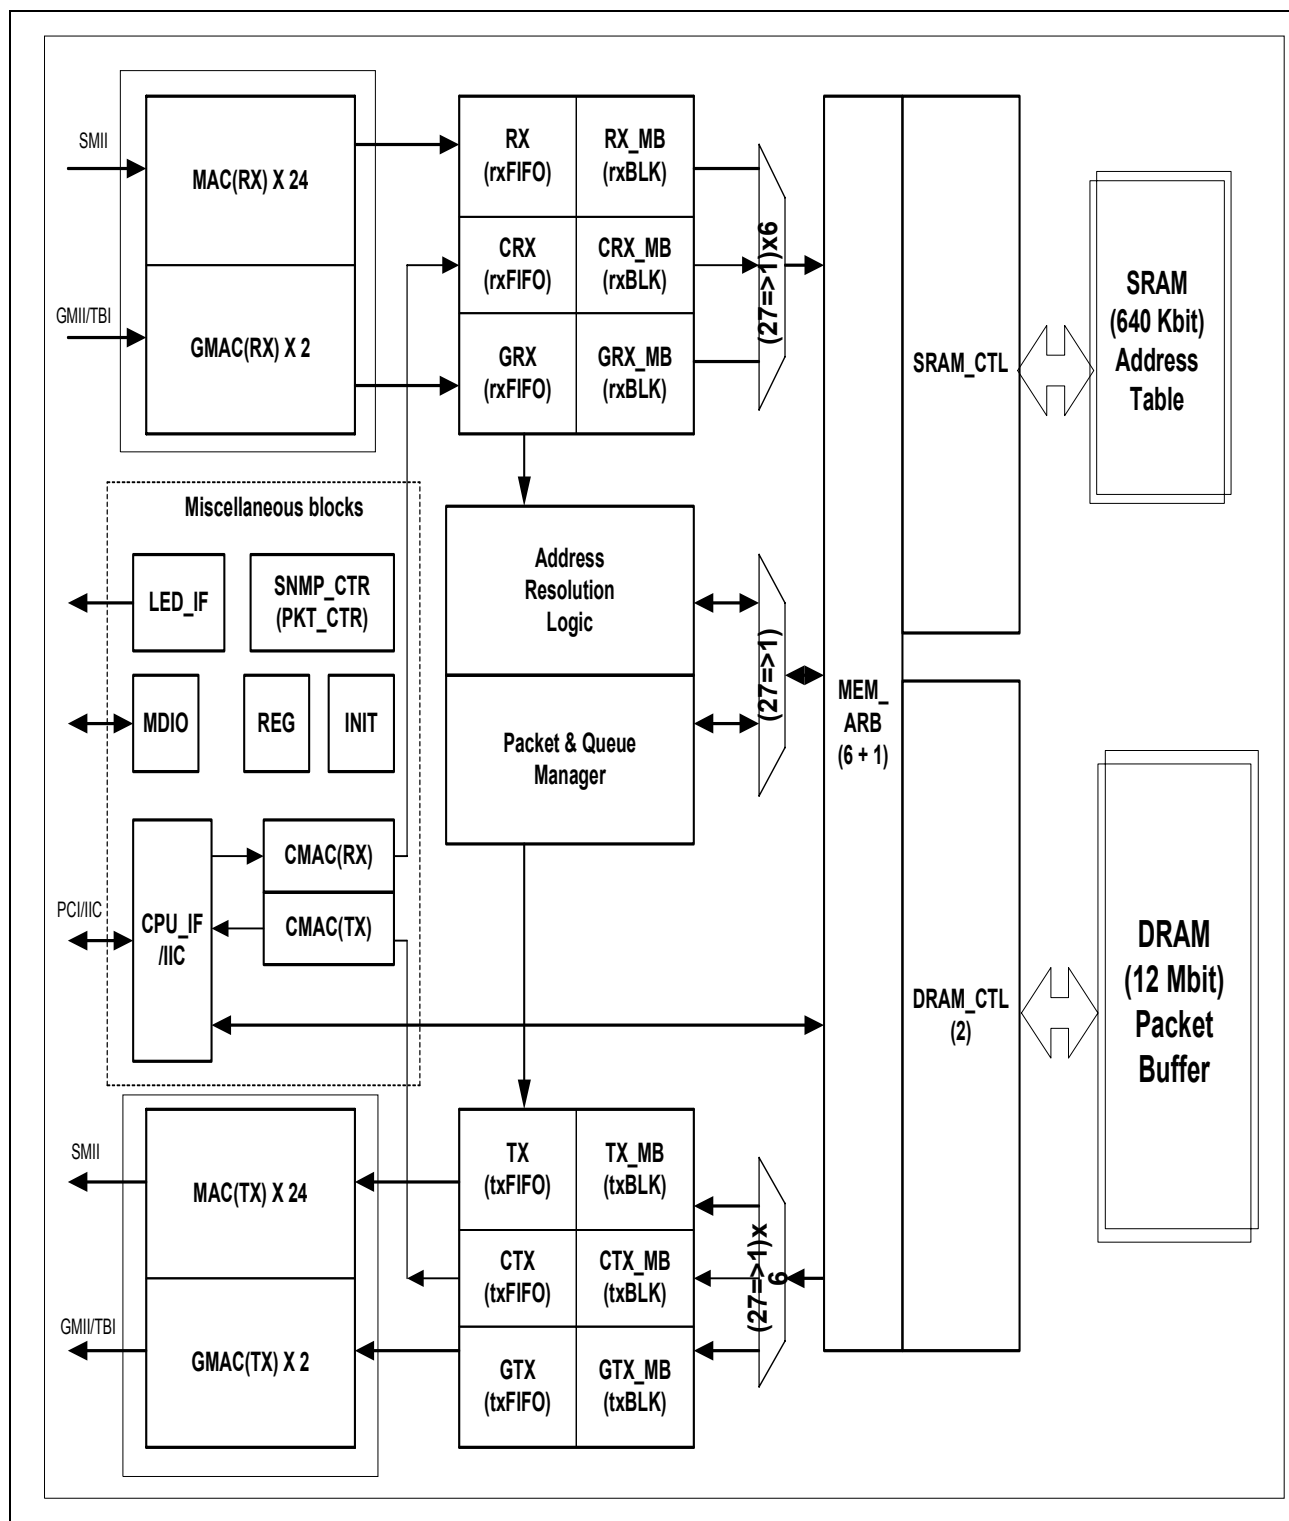 SMII
MAC(RX) X 24
GMII/TBI
GMAC(RX) X 2
RX
(rxFIFO)
RX_MB
(rxBLK)
CRX
(rxFIFO)
CRX_MB
(rxBLK)
GRX
(rxFIFO)
GRX_MB
(rxBLK)
(27=>1)x6
SRAM_CTL
SRAM
(640 Kbit)
Address
Table
Miscellaneous blocks
LED_IF
SNMP_CTR
(PKT_CTR)
MDIO
REG
INIT
CMAC(RX)
CMAC(TX)
PCI/IIC
CPU_IF
/IIC
Address
Resolution
Logic
Packet & Queue
Manager
(27=>1)
MEM_
ARB
(6 + 1)
DRAM_CTL
(2)
DRAM
(12 Mbit)
Packet
Buffer
SMII
MAC(TX) X 24
GMII/TBI
GMAC(TX) X 2
TX
(txFIFO)
TX_MB
(txBLK)
CTX
(txFIFO)
CTX_MB
(txBLK)
GTX
(txFIFO)
GTX_MB
(txBLK)
(27=>1)x
6